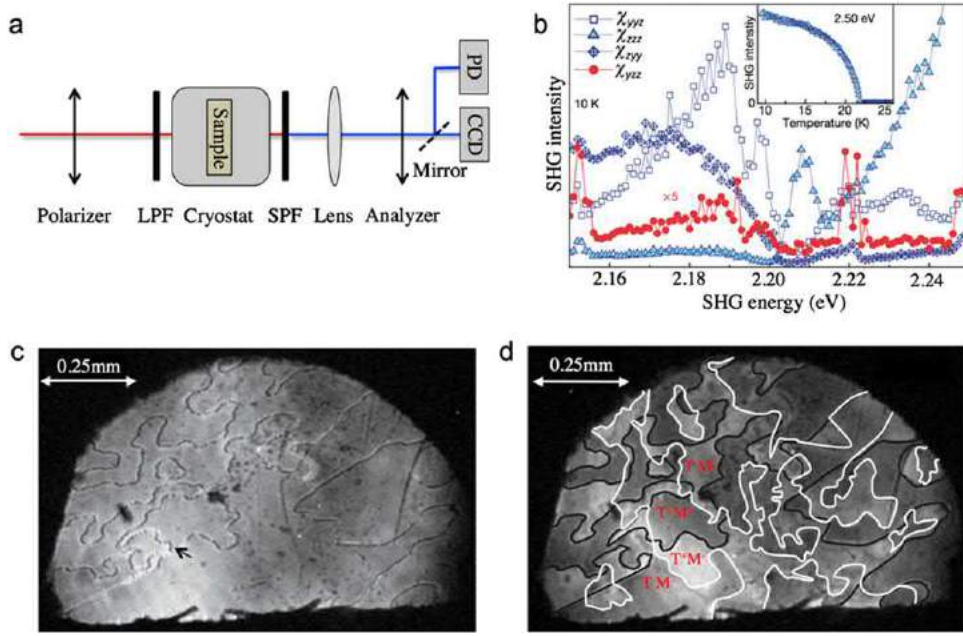 a
Polarizer
LPF
Cryostat
Sample
SPF
Lens
Analyzer
Mirror
PD
CCD
b
χyyz
χzzz
χzyy
χyzz
10 K
×5
SHG intensity
SHG energy (eV)
2.16 2.18 2.20 2.22 2.24
2.50 eV
SHG intenstiy
0
10 15 20 25
Temperature (K)
c
0.25mm
d
0.25mm